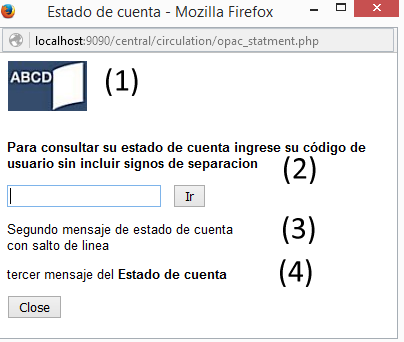 Estado de cuenta - Mozilla Firefox
localhost:9090/central/circulation/opac_statment.php
ABCD
(1)
Para consultar su estado de cuenta ingrese su código de
usuario sin incluir signos de separacion
(2)
Ir
Segundo mensaje de estado de cuenta
con salto de linea
(3)
tercer mensaje del Estado de cuenta
(4)
Close